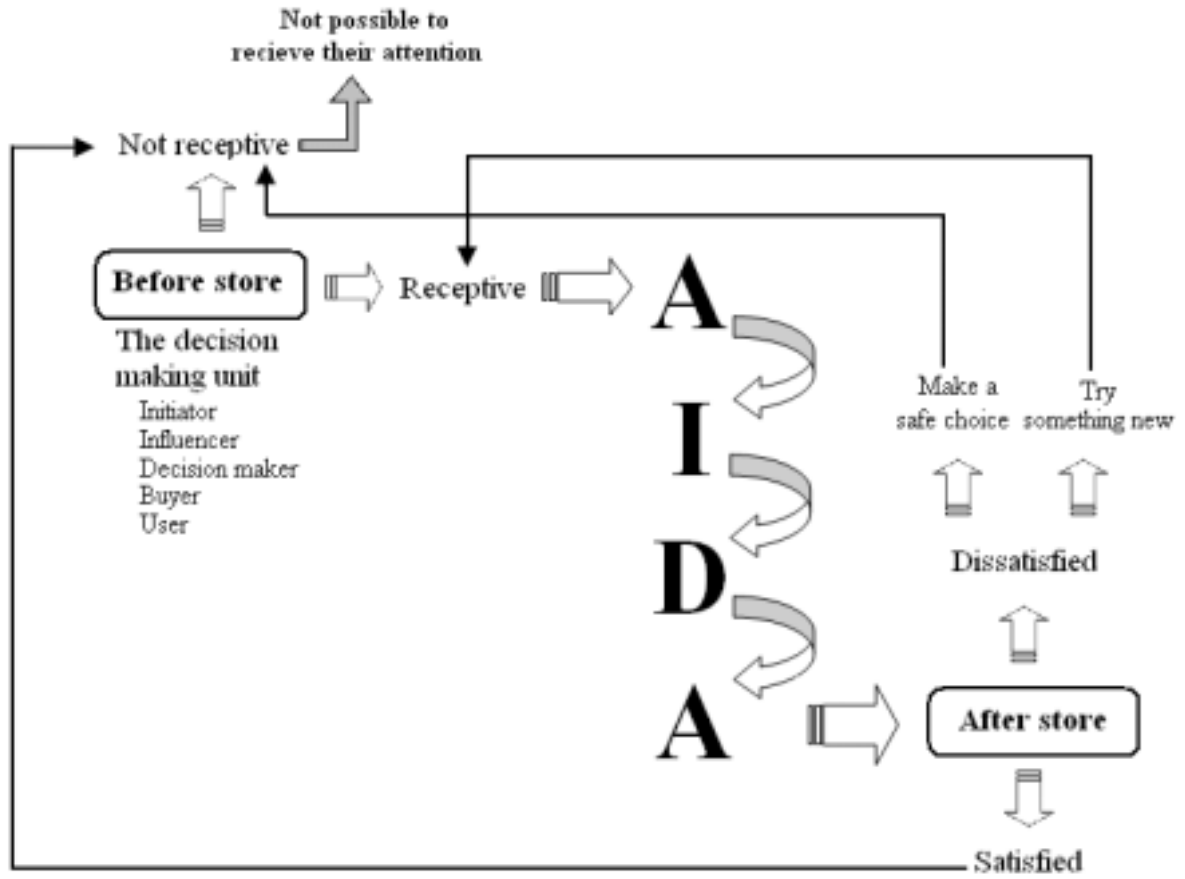 Not possible to
recieve their attention
Not receptive
Before store
Receptive
A
The decision
making unit
Initiator
Influencer
Decision maker
Buyer
User
I
D
A
Make a
safe choice
Try
something new
Dissatisfied
After store
Satisfied